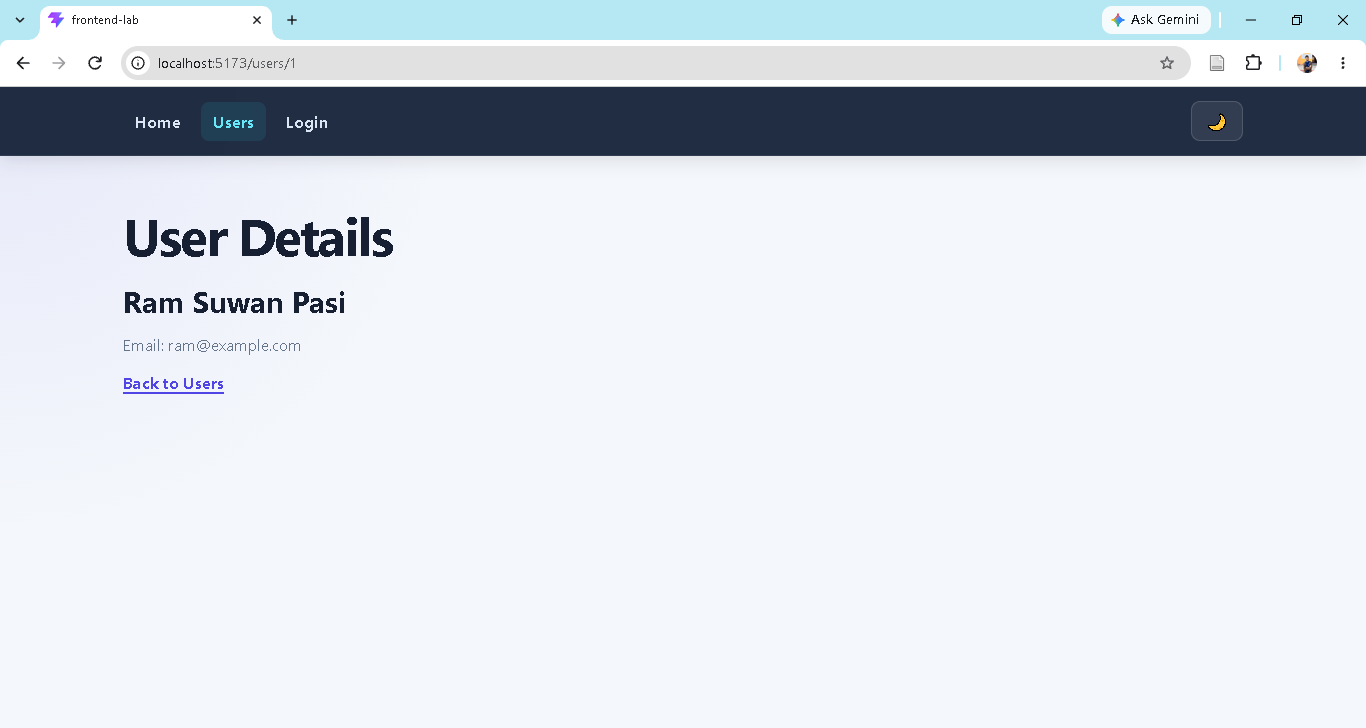 frontend-lab
Ask Gemini
localhost:5173/users/1
Home Users Login
User Details
Ram Suwan Pasi
Email: ram@example.com
Back to Users